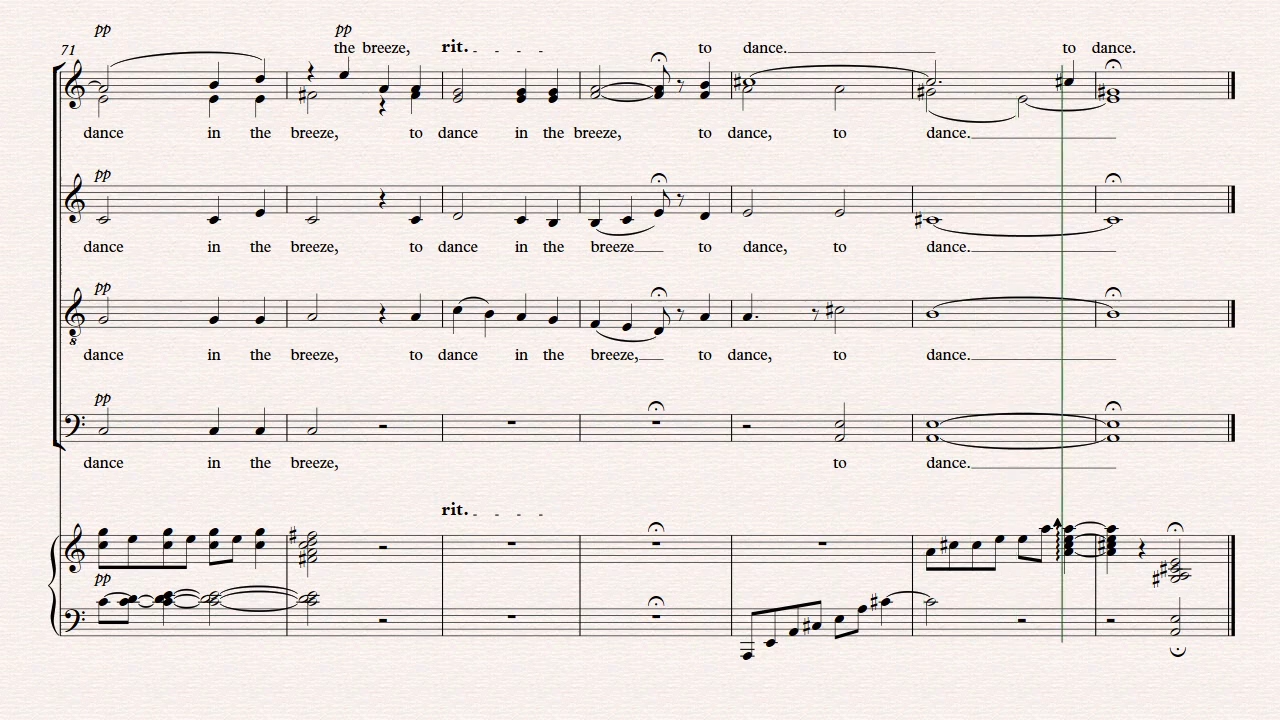 pp pp
71 the breeze, rit. to dance. to dance.
dance in the breeze, to dance in the breeze, to dance, to dance.
pp
dance in the breeze, to dance in the breeze to dance, to dance.
pp
8
dance in the breeze, to dance in the breeze, to dance, to dance.
pp
dance in the breeze, to dance.
rit.
pp